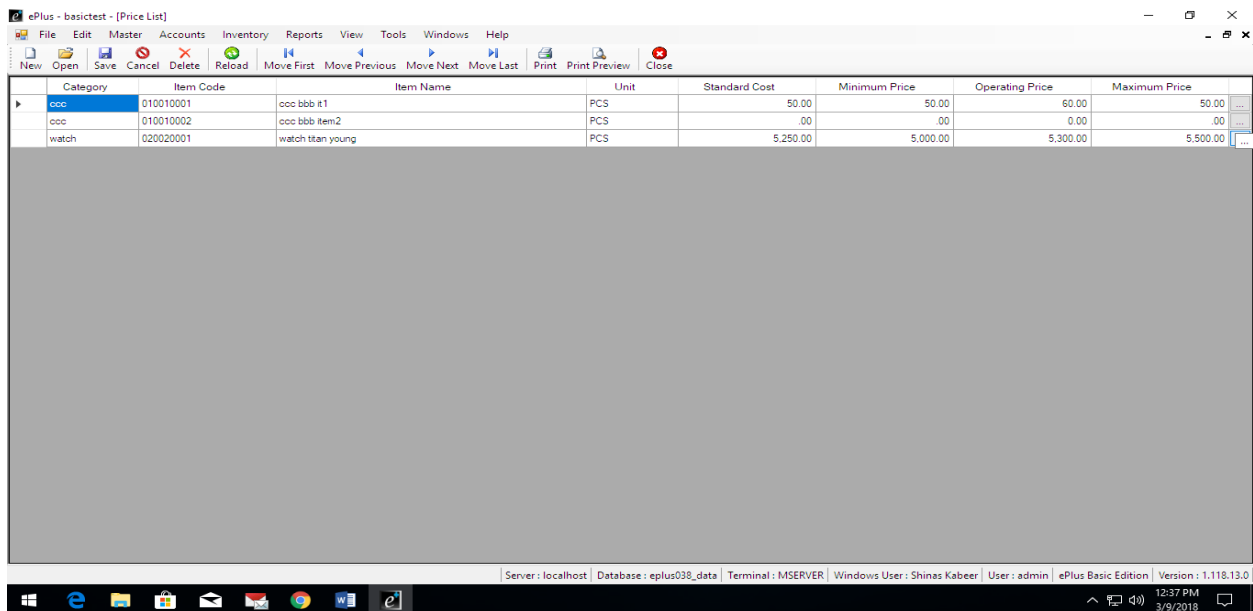 ePlus - basictest - [Price List]
File Edit Master Accounts Inventory Reports View Tools Windows Help
New Open Save Cancel Delete Reload Move First Move Previous Move Next Move Last Print Print Preview Close
Category Item Code Item Name Unit Standard Cost Minimum Price Operating Price Maximum Price
ccc 010010001 ccc bbb it1 PCS 50.00 50.00 60.00 50.00 ...
ccc 010010002 ccc bbb item2 PCS .00 .00 0.00 .00 ...
watch 020020001 watch titan young PCS 5,250.00 5,000.00 5,300.00 5,500.00 ...
Server : localhost Database : eplus038_data Terminal : MSERVER Windows User : Shinas Kabeer User : admin ePlus Basic Edition Version : 1.118.13.0
12:37 PM
3/9/2018